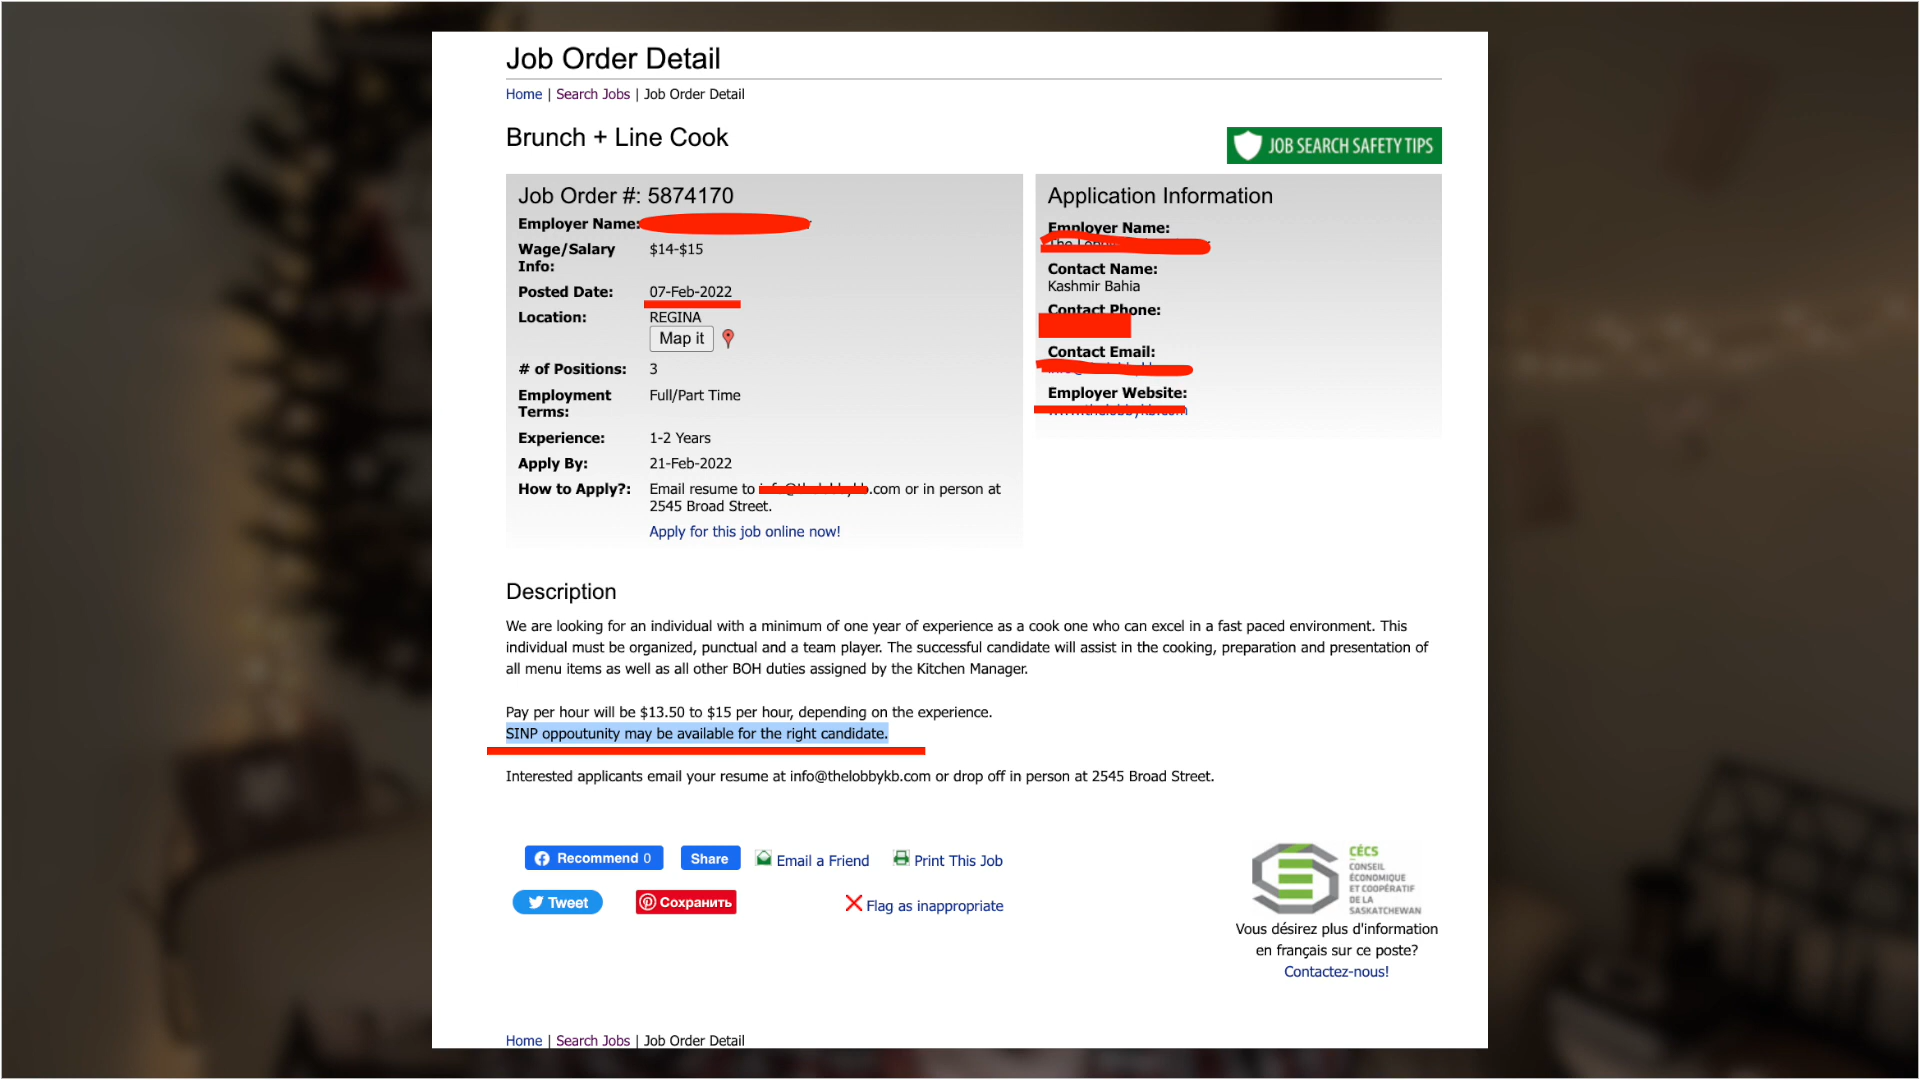 Job Order Detail
Home | Search Jobs | Job Order Detail
Brunch + Line Cook
JOB SEARCH SAFETY TIPS
Job Order #: 5874170
Employer Name:
Wage/Salary Info: $14-$15
Posted Date: 07-Feb-2022
Location: REGINA
Map it
# of Positions: 3
Employment Terms: Full/Part Time
Experience: 1-2 Years
Apply By: 21-Feb-2022
How to Apply?: Email resume to .com or in person at
2545 Broad Street.
Apply for this job online now!
Application Information
Employer Name:
Contact Name:
Kashmir Bahia
Contact Phone:
Contact Email:
Employer Website:
Description
We are looking for an individual with a minimum of one year of experience as a cook one who can excel in a fast paced environment. This
individual must be organized, punctual and a team player. The successful candidate will assist in the cooking, preparation and presentation of
all menu items as well as all other BOH duties assigned by the Kitchen Manager.
Pay per hour will be $13.50 to $15 per hour, depending on the experience.
SINP oppoutunity may be available for the right candidate.
Interested applicants email your resume at info@thelobbykb.com or drop off in person at 2545 Broad Street.
Recommend 0 Share Email a Friend Print This Job
Tweet Сохранить Flag as inappropriate
CÉCS
CONSEIL
ÉCONOMIQUE
ET COOPÉRATIF
DE LA
SASKATCHEWAN
Vous désirez plus d'information
en français sur ce poste?
Contactez-nous!
Home | Search Jobs | Job Order Detail